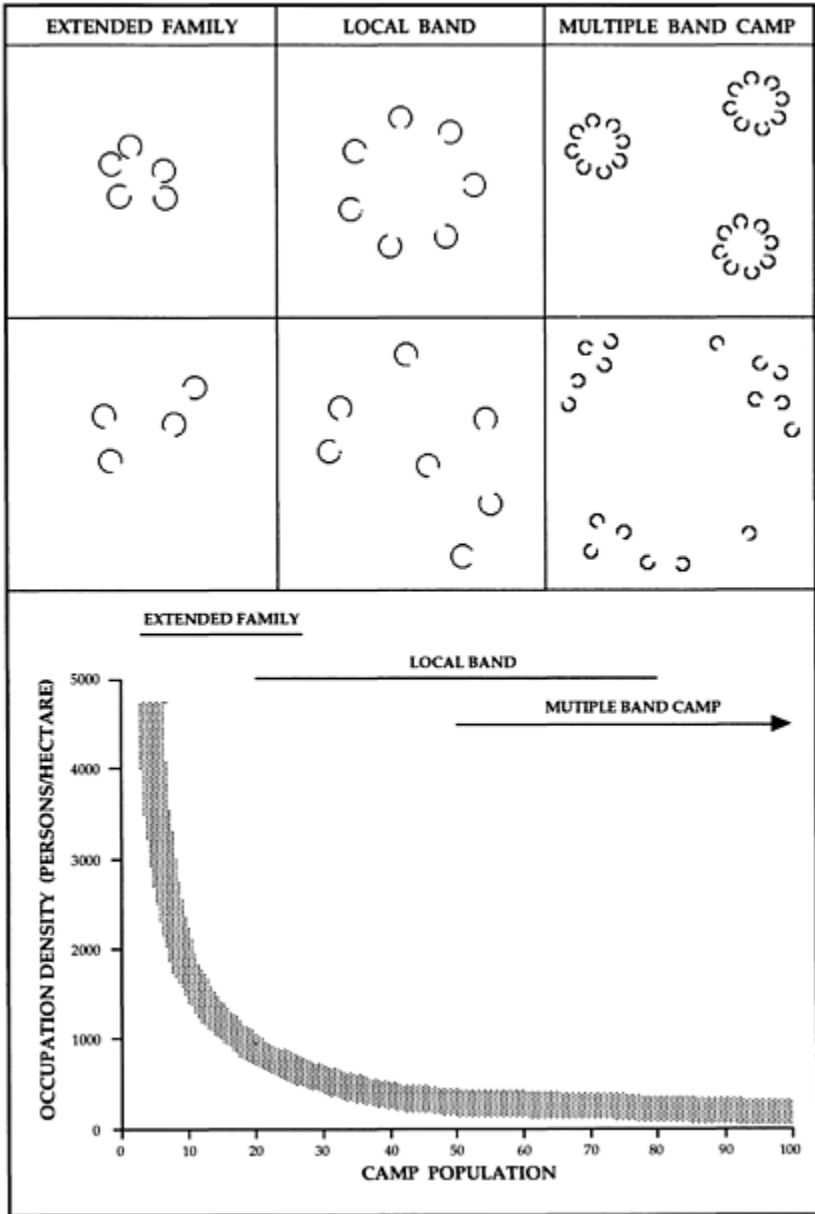 EXTENDED FAMILY
LOCAL BAND
MULTIPLE BAND CAMP
EXTENDED FAMILY
LOCAL BAND
MUTIPLE BAND CAMP
OCCUPATION DENSITY (PERSONS/HECTARE)
5000
4000
3000
2000
1000
0
0 10 20 30 40 50 60 70 80 90 100
CAMP POPULATION